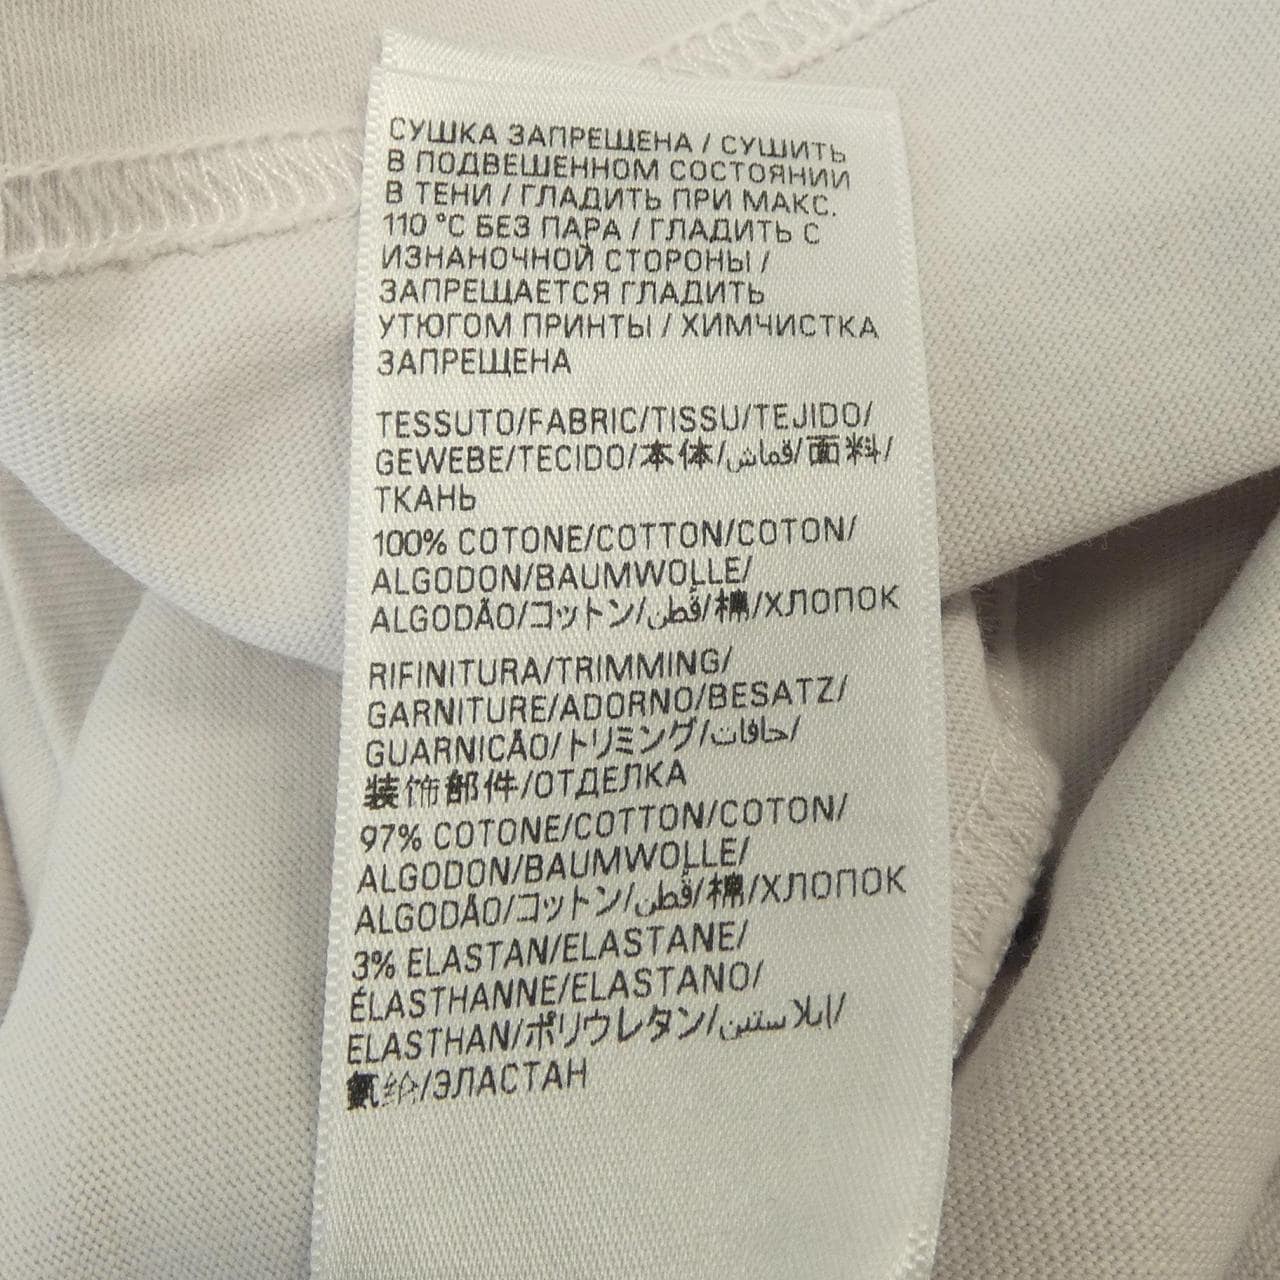 СУШКА ЗАПРЕЩЕНА / СУШИТЬ
В ПОДВЕШЕННОМ СОСТОЯНИИ
В ТЕНИ / ГЛАДИТЬ ПРИ МАКС.
110 °C БЕЗ ПАРА / ГЛАДИТЬ С
ИЗНАНОЧНОЙ СТОРОНЫ /
ЗАПРЕЩАЕТСЯ ГЛАДИТЬ
УТЮГОМ ПРИНТЫ / ХИМЧИСТКА
ЗАПРЕЩЕНА
TESSUTO/FABRIC/TISSU/TEJIDO/
GEWEBE/TECIDO/本体/قماش/面料/
ТКАНЬ
100% COTONE/COTTON/COTON/
ALGODON/BAUMWOLLE/
ALGODÃO/コットン/قطن/棉/ХЛОПОК
RIFINITURA/TRIMMING/
GARNITURE/ADORNO/BESATZ/
GUARNICÃO/トリミング/حافات/
装饰部件/ОТДЕЛКА
97% COTONE/COTTON/COTON/
ALGODON/BAUMWOLLE/
ALGODÃO/コットン/قطن/棉/ХЛОПОК
3% ELASTAN/ELASTANE/
ÉLASTHANNE/ELASTANO/
ELASTHAN/ポリウレタン/إيلاستين/
氨纶/ЭЛАСТАН